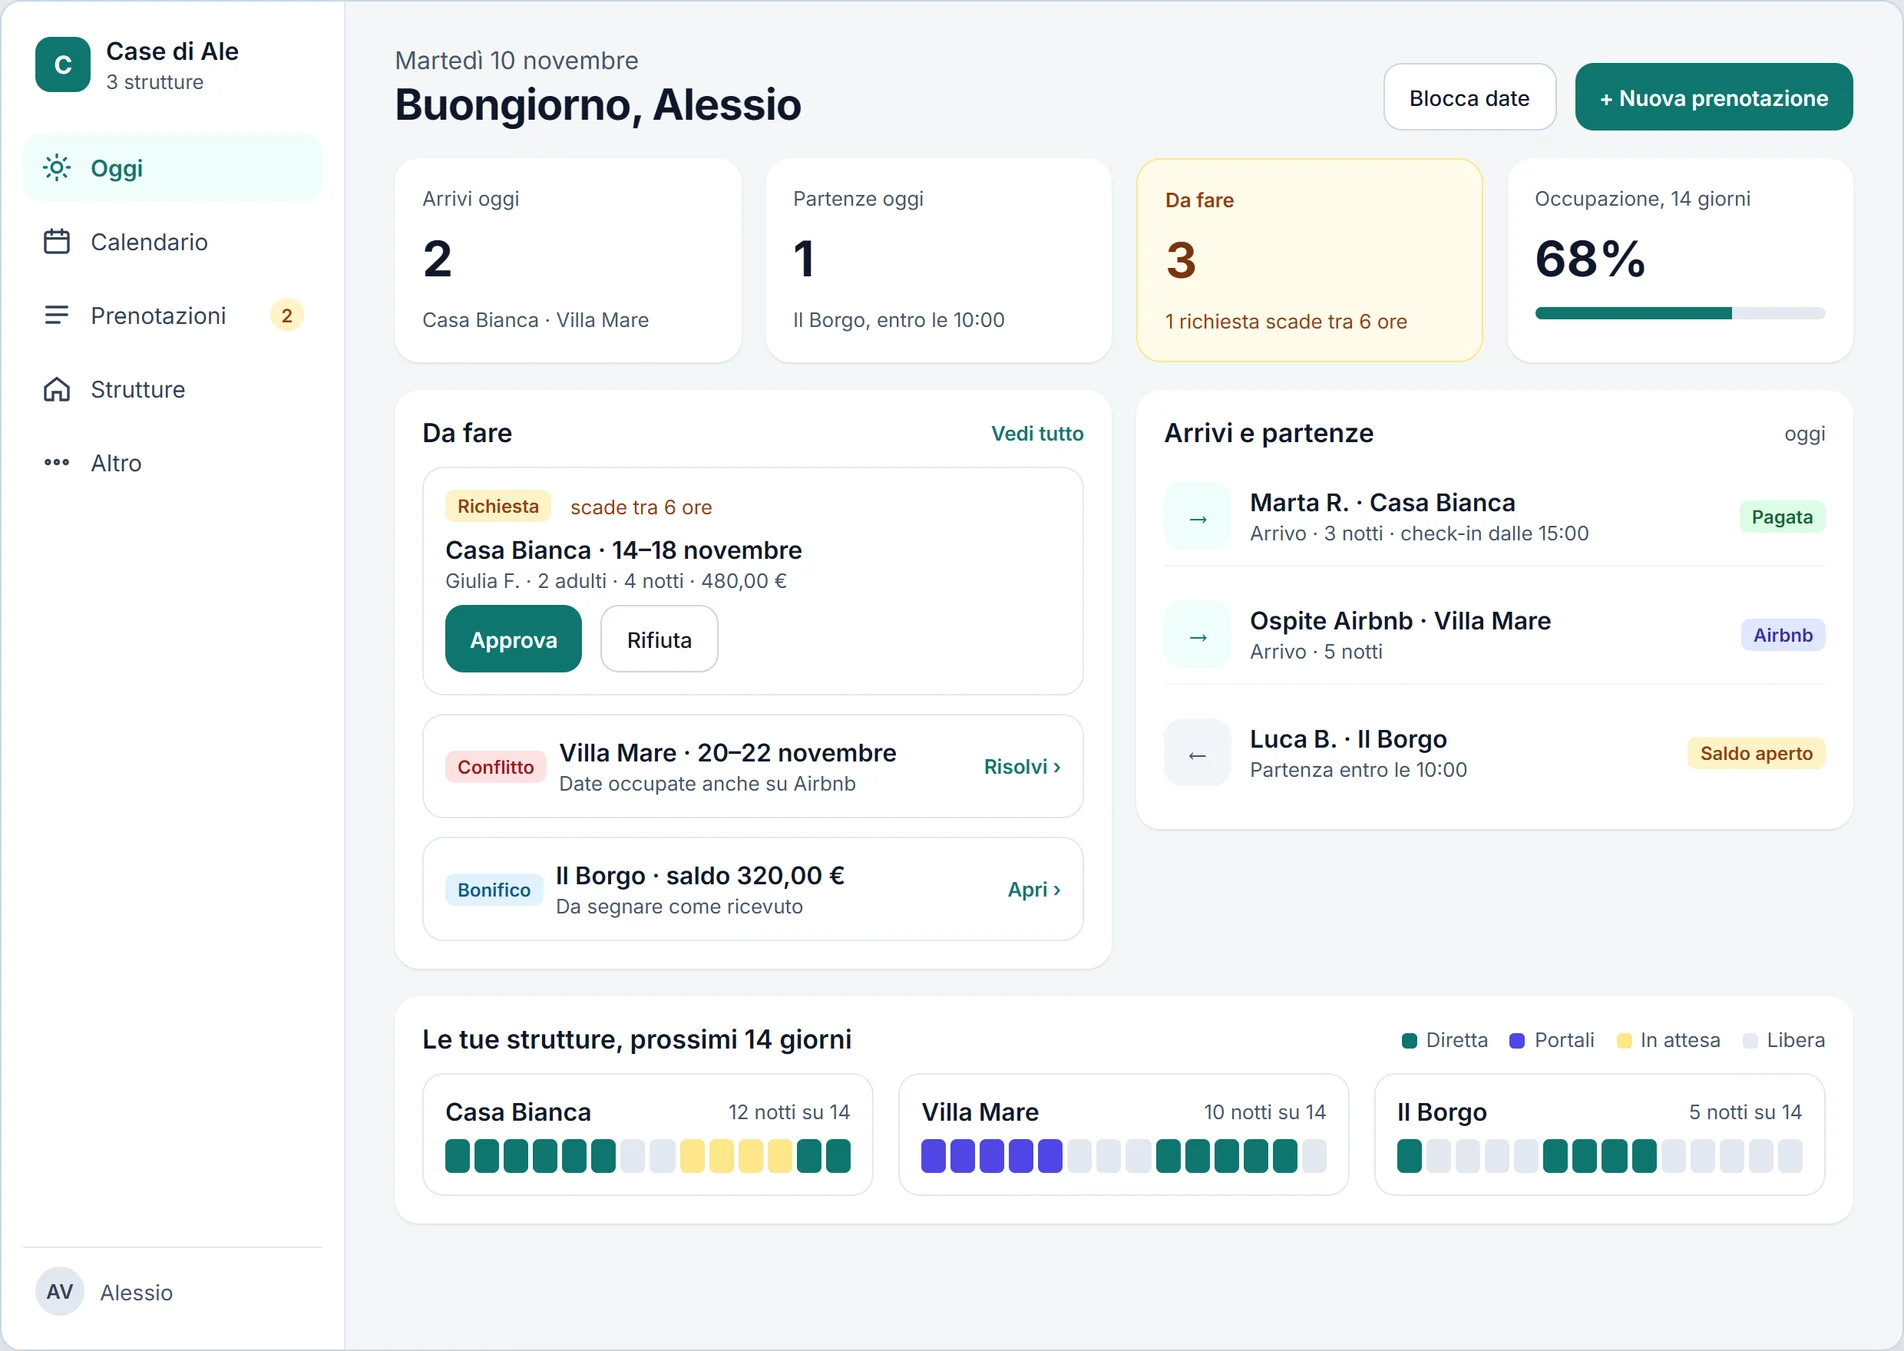 C
Case di Ale
3 strutture
Oggi
Calendario
Prenotazioni 2
Strutture
Altro
AV Alessio
Martedì 10 novembre
Buongiorno, Alessio
Blocca date
+ Nuova prenotazione
Arrivi oggi
2
Casa Bianca · Villa Mare
Partenze oggi
1
Il Borgo, entro le 10:00
Da fare
3
1 richiesta scade tra 6 ore
Occupazione, 14 giorni
68%
Da fare
Vedi tutto
Richiesta scade tra 6 ore
Casa Bianca · 14–18 novembre
Giulia F. · 2 adulti · 4 notti · 480,00 €
Approva
Rifiuta
Conflitto
Villa Mare · 20–22 novembre
Date occupate anche su Airbnb
Risolvi ›
Bonifico
Il Borgo · saldo 320,00 €
Da segnare come ricevuto
Apri ›
Arrivi e partenze
oggi
→
Marta R. · Casa Bianca
Arrivo · 3 notti · check-in dalle 15:00
Pagata
→
Ospite Airbnb · Villa Mare
Arrivo · 5 notti
Airbnb
←
Luca B. · Il Borgo
Partenza entro le 10:00
Saldo aperto
Le tue strutture, prossimi 14 giorni
Diretta
Portali
In attesa
Libera
Casa Bianca
12 notti su 14
Villa Mare
10 notti su 14
Il Borgo
5 notti su 14